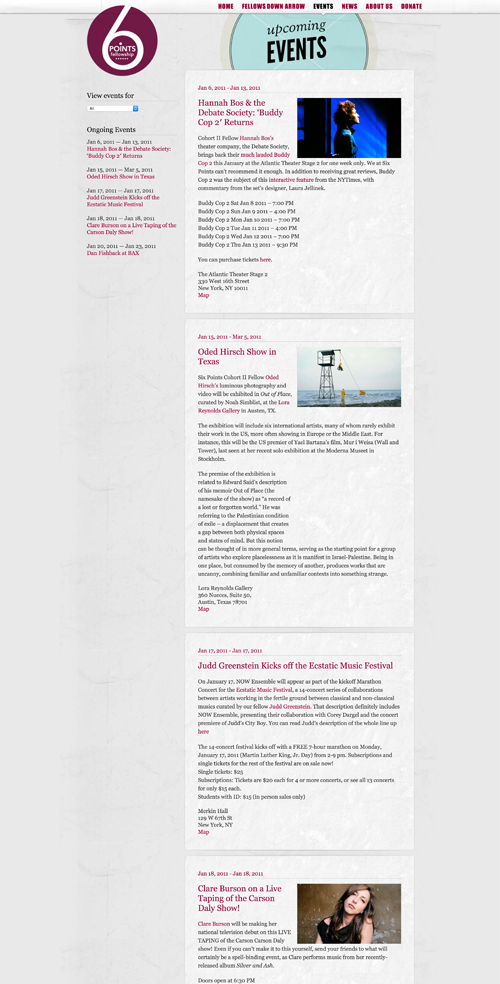 HOME FELLOWS DOWN ARROW EVENTS NEWS ABOUT US DONATE
6
POINTS
fellowship
upcoming
EVENTS
View events for
All
Ongoing Events
Jan 6, 2011 — Jan 13, 2011
Hannah Bos & the Debate Society:
'Buddy Cop 2' Returns
Jan 15, 2011 — Mar 5, 2011
Oded Hirsch Show in Texas
Jan 17, 2011 — Jan 17, 2011
Judd Greenstein Kicks off the
Ecstatic Music Festival
Jan 18, 2011 — Jan 18, 2011
Clare Burson on a Live Taping of the
Carson Daly Show!
Jan 20, 2011 — Jan 23, 2011
Dan Fishback at BAX
Jan 6, 2011 - Jan 13, 2011
Hannah Bos & the
Debate Society: 'Buddy
Cop 2' Returns
Cohort II Fellow Hannah Bos's
theater company, the Debate Society,
brings back their much lauded Buddy
Cop 2 this January at the Atlantic Theater Stage 2 for one week only. We at Six
Points can't recommend it enough. In addition to receiving great reviews, Buddy
Cop 2 was the subject of this interactive feature from the NYTimes, with
commentary from the set's designer, Laura Jellinek.
Buddy Cop 2 Sat Jan 8 2011 – 7:00 PM
Buddy Cop 2 Sun Jan 9 2011 – 4:00 PM
Buddy Cop 2 Mon Jan 10 2011 – 7:00 PM
Buddy Cop 2 Tue Jan 11 2011 – 4:00 PM
Buddy Cop 2 Wed Jan 12 2011 – 7:00 PM
Buddy Cop 2 Thu Jan 13 2011 – 9:30 PM
You can purchase tickets here.
The Atlantic Theater Stage 2
330 West 16th Street
New York, NY 10011
Map
Jan 15, 2011 - Mar 5, 2011
Oded Hirsch Show in
Texas
Six Points Cohort II Fellow Oded
Hirsch's luminous photography and
video will be exhibited in Out of Place,
curated by Noah Simblist, at the Lora
Reynolds Gallery in Austen, TX.
The exhibition will include six international artists, many of whom rarely exhibit
their work in the US, more often showing in Europe or the Middle East. For
instance, this will be the US premier of Yael Bartana's film, Mur i Weisa (Wall and
Tower), last seen at her recent solo exhibition at the Moderna Museet in
Stockholm.
The premise of the exhibition is
related to Edward Said's description
of his memoir Out of Place (the
namesake of the show) as "a record of
a lost or forgotten world." He was
referring to the Palestinian condition
of exile – a displacement that creates
a gap between both physical spaces
and states of mind. But this notion
can be thought of in more general terms, serving as the starting point for a group
of artists who explore placelessness as it is manifest in Israel-Palestine. Being in
one place, but consumed by the memory of another, produces works that are
uncanny, combining familiar and unfamiliar contexts into something strange.
Lora Reynolds Gallery
360 Nueces, Suite 50,
Austin, Texas 78701
Map
Jan 17, 2011 - Jan 17, 2011
Judd Greenstein Kicks off the Ecstatic Music Festival
On January 17, NOW Ensemble will appear as part of the kickoff Marathon
Concert for the Ecstatic Music Festival, a 14-concert series of collaborations
between artists working in the fertile ground between classical and non-classical
musics curated by our fellow Judd Greenstein. That description definitely includes
NOW Ensemble, presenting their collaboration with Corey Dargel and the concert
premiere of Judd's City Boy. You can read Judd's description of the whole line up
here
The 14-concert festival kicks off with a FREE 7-hour marathon on Monday,
January 17, 2011 (Martin Luther King, Jr. Day) from 2-9 pm. Subscriptions and
single tickets for the rest of the festival are on sale now!
Single tickets: $25
Subscriptions: Tickets are $20 each for 4 or more concerts, or see all 13 concerts
for only $15 each.
Students with ID: $15 (in person sales only)
Merkin Hall
129 W 67th St
New York, NY
Map
Jan 18, 2011 - Jan 18, 2011
Clare Burson on a Live
Taping of the Carson
Daly Show!
Clare Burson will be making her
national television debut on this LIVE
TAPING of the Carson Carson Daly
show! Even if you can't make it to this yourself, send your friends to what will
certainly be a spell-binding event, as Clare performs music from her recently-
released album Silver and Ash.
Doors open at 6:30 PM